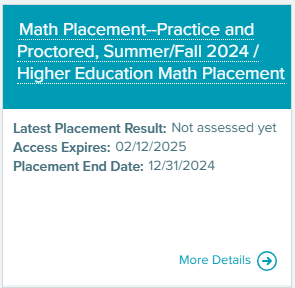 Math Placement--Practice and
Proctored, Summer/Fall 2024 /
Higher Education Math Placement
Latest Placement Result: Not assessed yet
Access Expires: 02/12/2025
Placement End Date: 12/31/2024
More Details